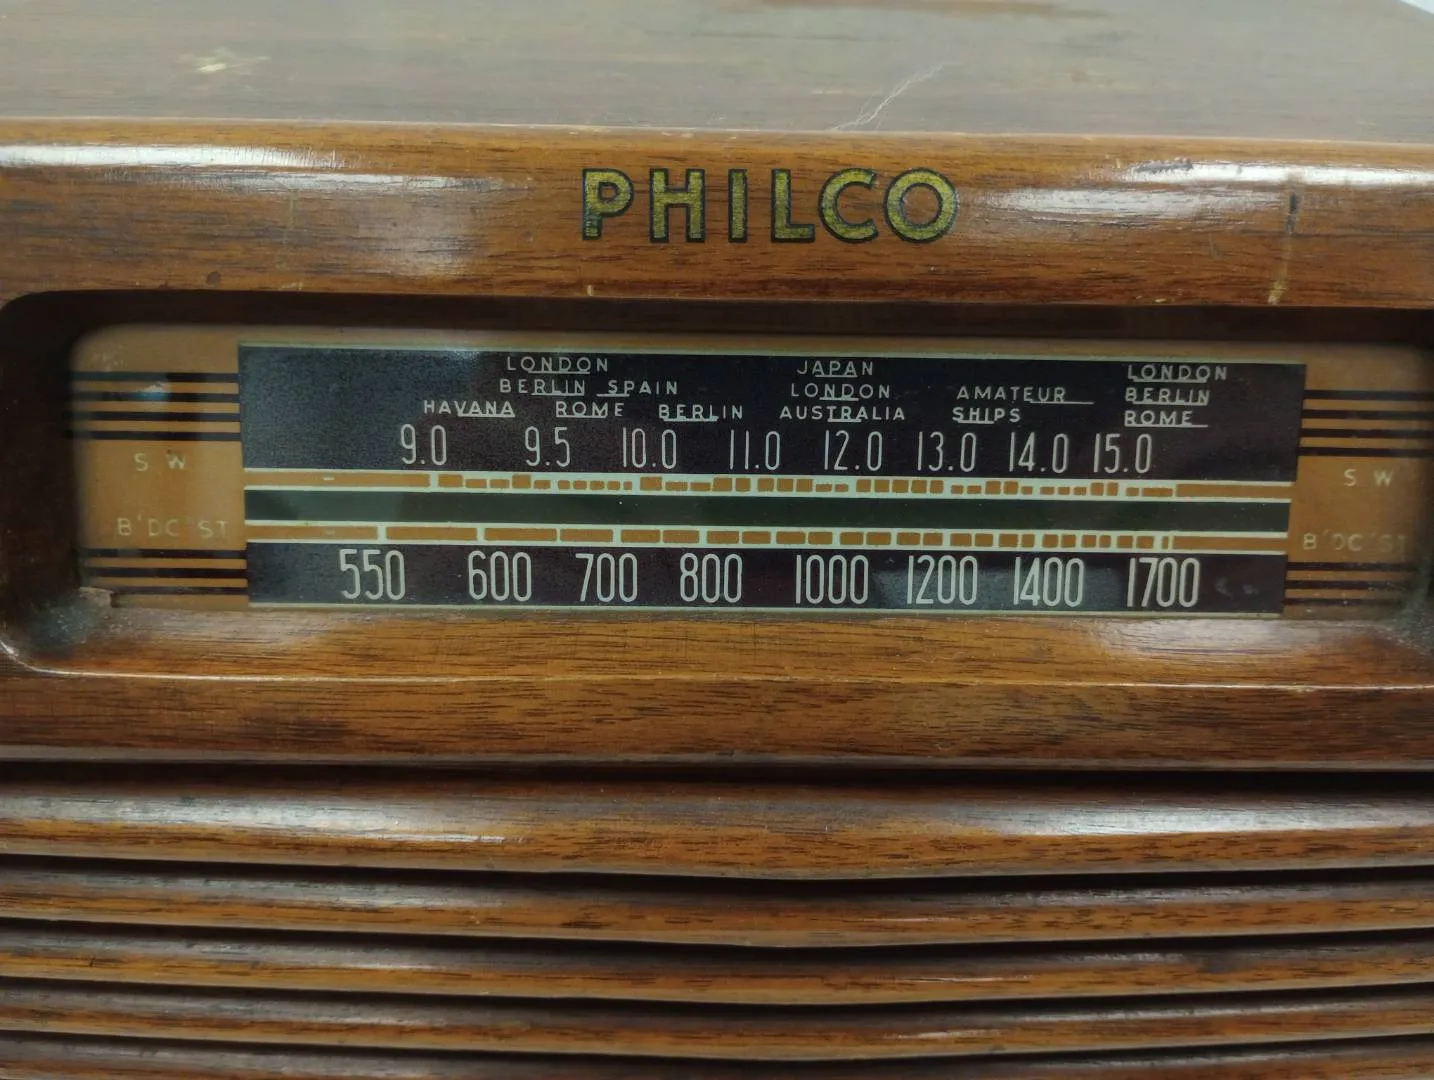 PHILCO
LONDON JAPAN LONDON
BERLIN SPAIN LONDON AMATEUR BERLIN
HAVANA ROME BERLIN AUSTRALIA SHIPS ROME
9.0 9.5 10.0 11.0 12.0 13.0 14.0 15.0
S W S W
B'DC'ST B'DC'ST
550 600 700 800 1000 1200 1400 1700